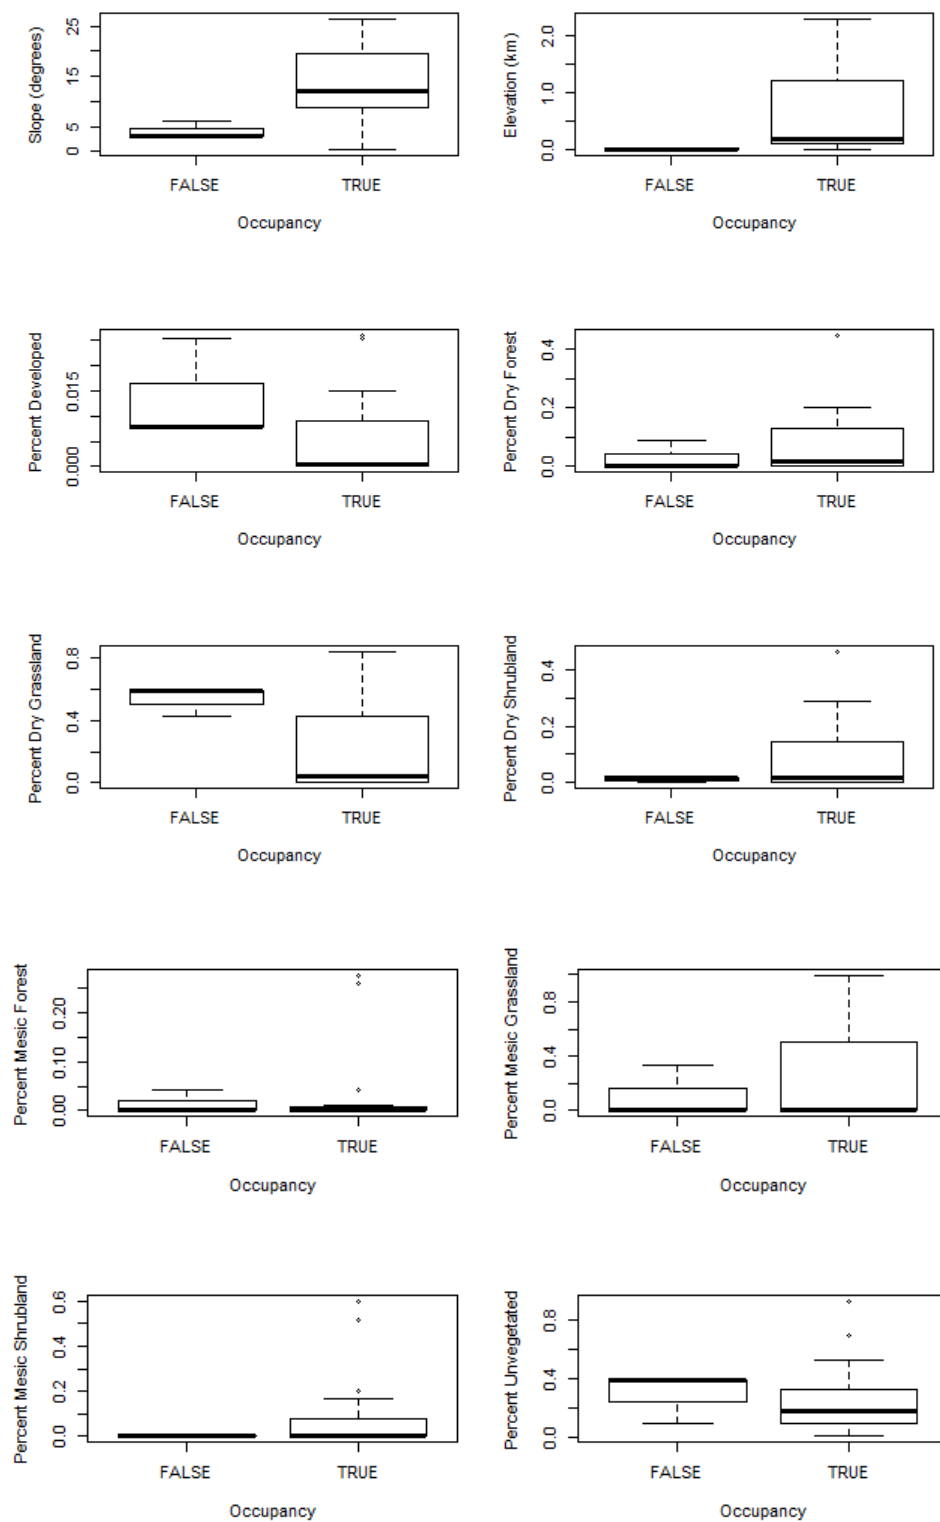 Slope (degrees)
25
15
5
0
FALSE
TRUE
Occupancy
Elevation (km)
2.0
1.0
0.0
FALSE
TRUE
Occupancy
Percent Developed
0.015
0.000
FALSE
TRUE
Occupancy
Percent Dry Forest
0.4
0.2
0.0
FALSE
TRUE
Occupancy
Percent Dry Grassland
0.8
0.4
0.0
FALSE
TRUE
Occupancy
Percent Dry Shrubland
0.4
0.2
0.0
FALSE
TRUE
Occupancy
Percent Mesic Forest
0.20
0.10
0.00
FALSE
TRUE
Occupancy
Percent Mesic Grassland
0.8
0.4
0.0
FALSE
TRUE
Occupancy
Percent Mesic Shrubland
0.6
0.4
0.2
0.0
FALSE
TRUE
Occupancy
Percent Unvegetated
0.8
0.4
0.0
FALSE
TRUE
Occupancy